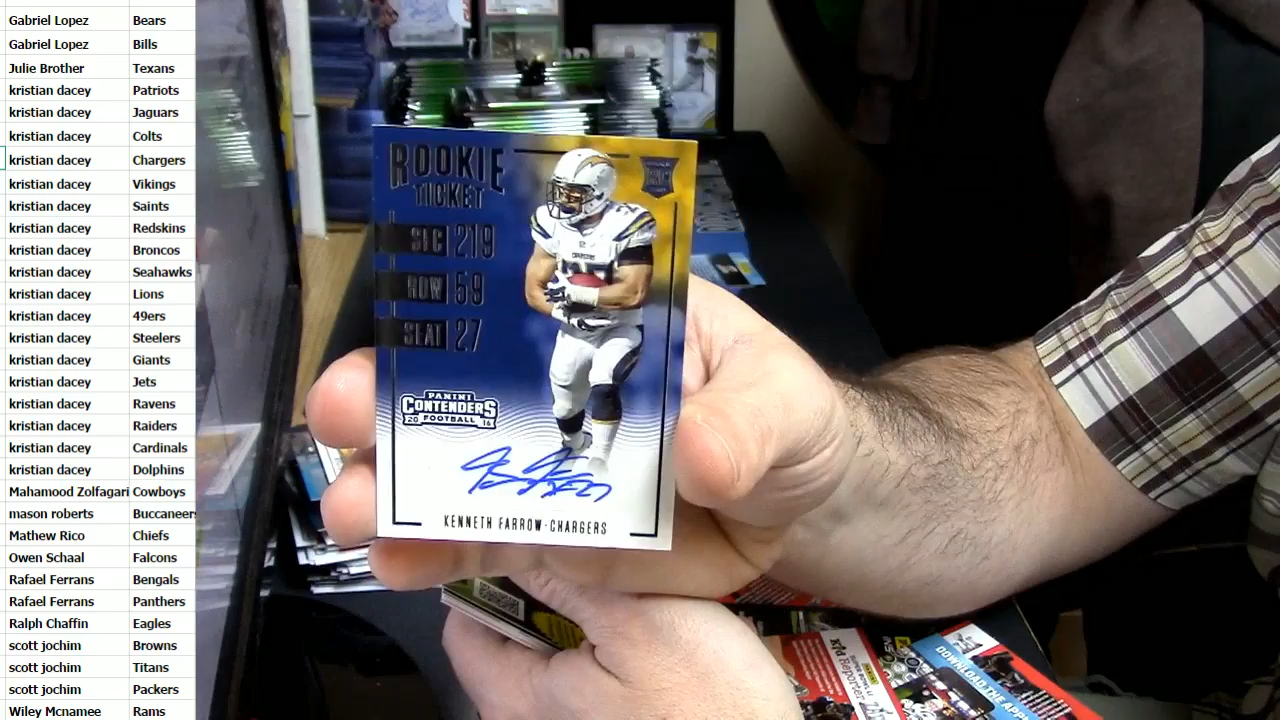 Gabriel Lopez Bears
Gabriel Lopez Bills
Julie Brother Texans
kristian dacey Patriots
kristian dacey Jaguars
kristian dacey Colts
kristian dacey Chargers
kristian dacey Vikings
kristian dacey Saints
kristian dacey Redskins
kristian dacey Broncos
kristian dacey Seahawks
kristian dacey Lions
kristian dacey 49ers
kristian dacey Steelers
kristian dacey Giants
kristian dacey Jets
kristian dacey Ravens
kristian dacey Raiders
kristian dacey Cardinals
kristian dacey Dolphins
Mahamood Zolfagari Cowboys
mason roberts Buccaneers
Mathew Rico Chiefs
Owen Schaal Falcons
Rafael Ferrans Bengals
Rafael Ferrans Panthers
Ralph Chaffin Eagles
scott jochim Browns
scott jochim Titans
scott jochim Packers
Wiley Mcnamee Rams
ROOKIE
TICKET
SEC 219
ROW 59
SEAT 27
PANINI
CONTENDERS
20 FOOTBALL 16
KENNETH FARROW-CHARGERS
Kid
Reporter
SUPER BOWL LI
PANINI
DOWNLOAD THE APP!